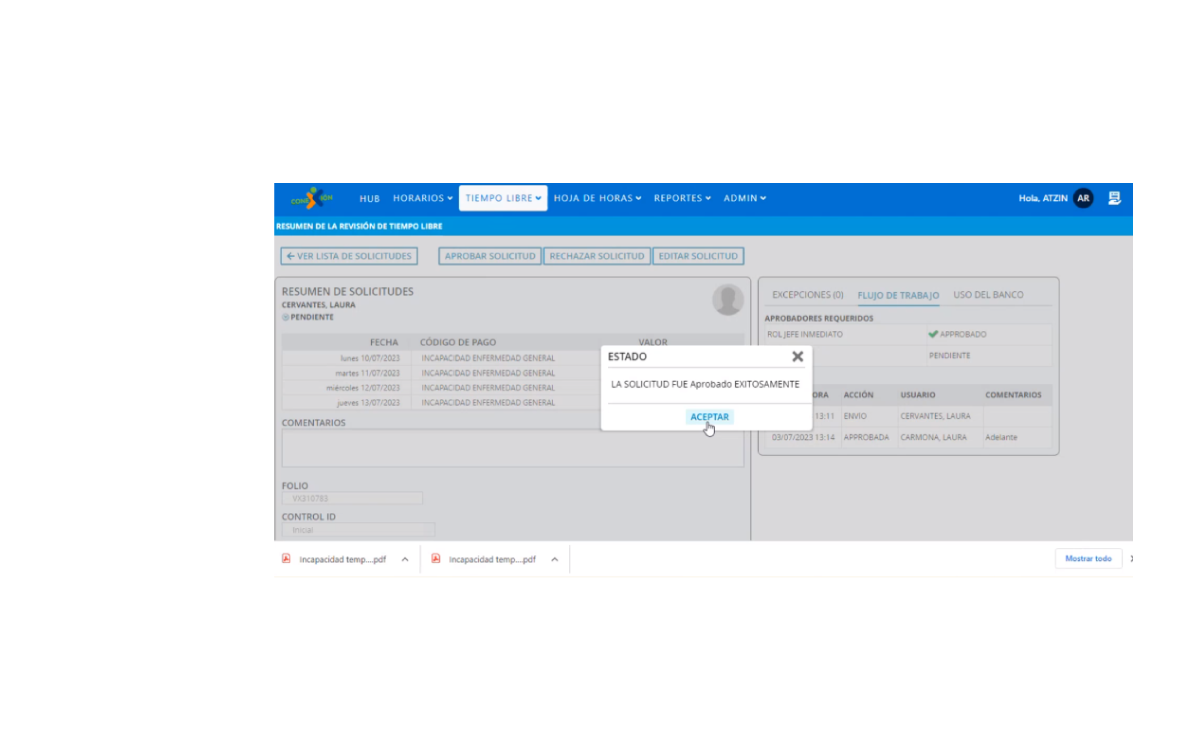 HUB HORARIOS TIEMPO LIBRE HOJA DE HORAS REPORTES ADMIN Hola, ATZIN AR
RESUMEN DE LA REVISIÓN DE TIEMPO LIBRE
VER LISTA DE SOLICITUDES APROBAR SOLICITUD RECHAZAR SOLICITUD EDITAR SOLICITUD
RESUMEN DE SOLICITUDES
CERVANTES, LAURA
PENDIENTE
FECHA CÓDIGO DE PAGO VALOR
lunes 10/07/2023 INCAPACIDAD ENFERMEDAD GENERAL
martes 11/07/2023 INCAPACIDAD ENFERMEDAD GENERAL
miércoles 12/07/2023 INCAPACIDAD ENFERMEDAD GENERAL
jueves 13/07/2023 INCAPACIDAD ENFERMEDAD GENERAL
COMENTARIOS
FOLIO
VX310785
CONTROL ID
Inicial
ESTADO
LA SOLICITUD FUE Aprobado EXITOSAMENTE
ACEPTAR
EXCEPCIONES (0) FLUJO DE TRABAJO USO DEL BANCO
APROBADORES REQUERIDOS
ROL JEFE INMEDIATO APPROBADO
PENDIENTE
ORA ACCIÓN USUARIO COMENTARIOS
13:11 ENVIO CERVANTES, LAURA
03/07/2023 13:14 APPROBADA CARMONA, LAURA Adelante
Incapacidad temp....pdf Incapacidad temp....pdf Mostrar todo